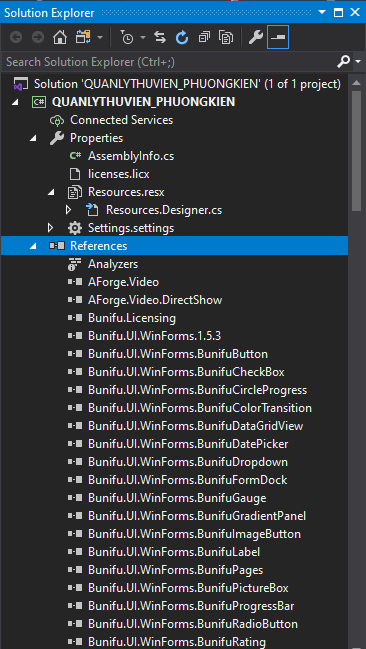 Solution Explorer
Search Solution Explorer (Ctrl+;)
Solution 'QUANLYTHUVIEN_PHUONGKIEN' (1 of 1 project)
C# QUANLYTHUVIEN_PHUONGKIEN
Connected Services
Properties
C# AssemblyInfo.cs
licenses.licx
Resources.resx
Resources.Designer.cs
Settings.settings
References
Analyzers
AForge.Video
AForge.Video.DirectShow
Bunifu.Licensing
Bunifu.UI.WinForms.1.5.3
Bunifu.UI.WinForms.BunifuButton
Bunifu.UI.WinForms.BunifuCheckBox
Bunifu.UI.WinForms.BunifuCircleProgress
Bunifu.UI.WinForms.BunifuColorTransition
Bunifu.UI.WinForms.BunifuDataGridView
Bunifu.UI.WinForms.BunifuDatePicker
Bunifu.UI.WinForms.BunifuDropdown
Bunifu.UI.WinForms.BunifuFormDock
Bunifu.UI.WinForms.BunifuGauge
Bunifu.UI.WinForms.BunifuGradientPanel
Bunifu.UI.WinForms.BunifuImageButton
Bunifu.UI.WinForms.BunifuLabel
Bunifu.UI.WinForms.BunifuPages
Bunifu.UI.WinForms.BunifuPictureBox
Bunifu.UI.WinForms.BunifuProgressBar
Bunifu.UI.WinForms.BunifuRadioButton
Bunifu.UI.WinForms.BunifuRating